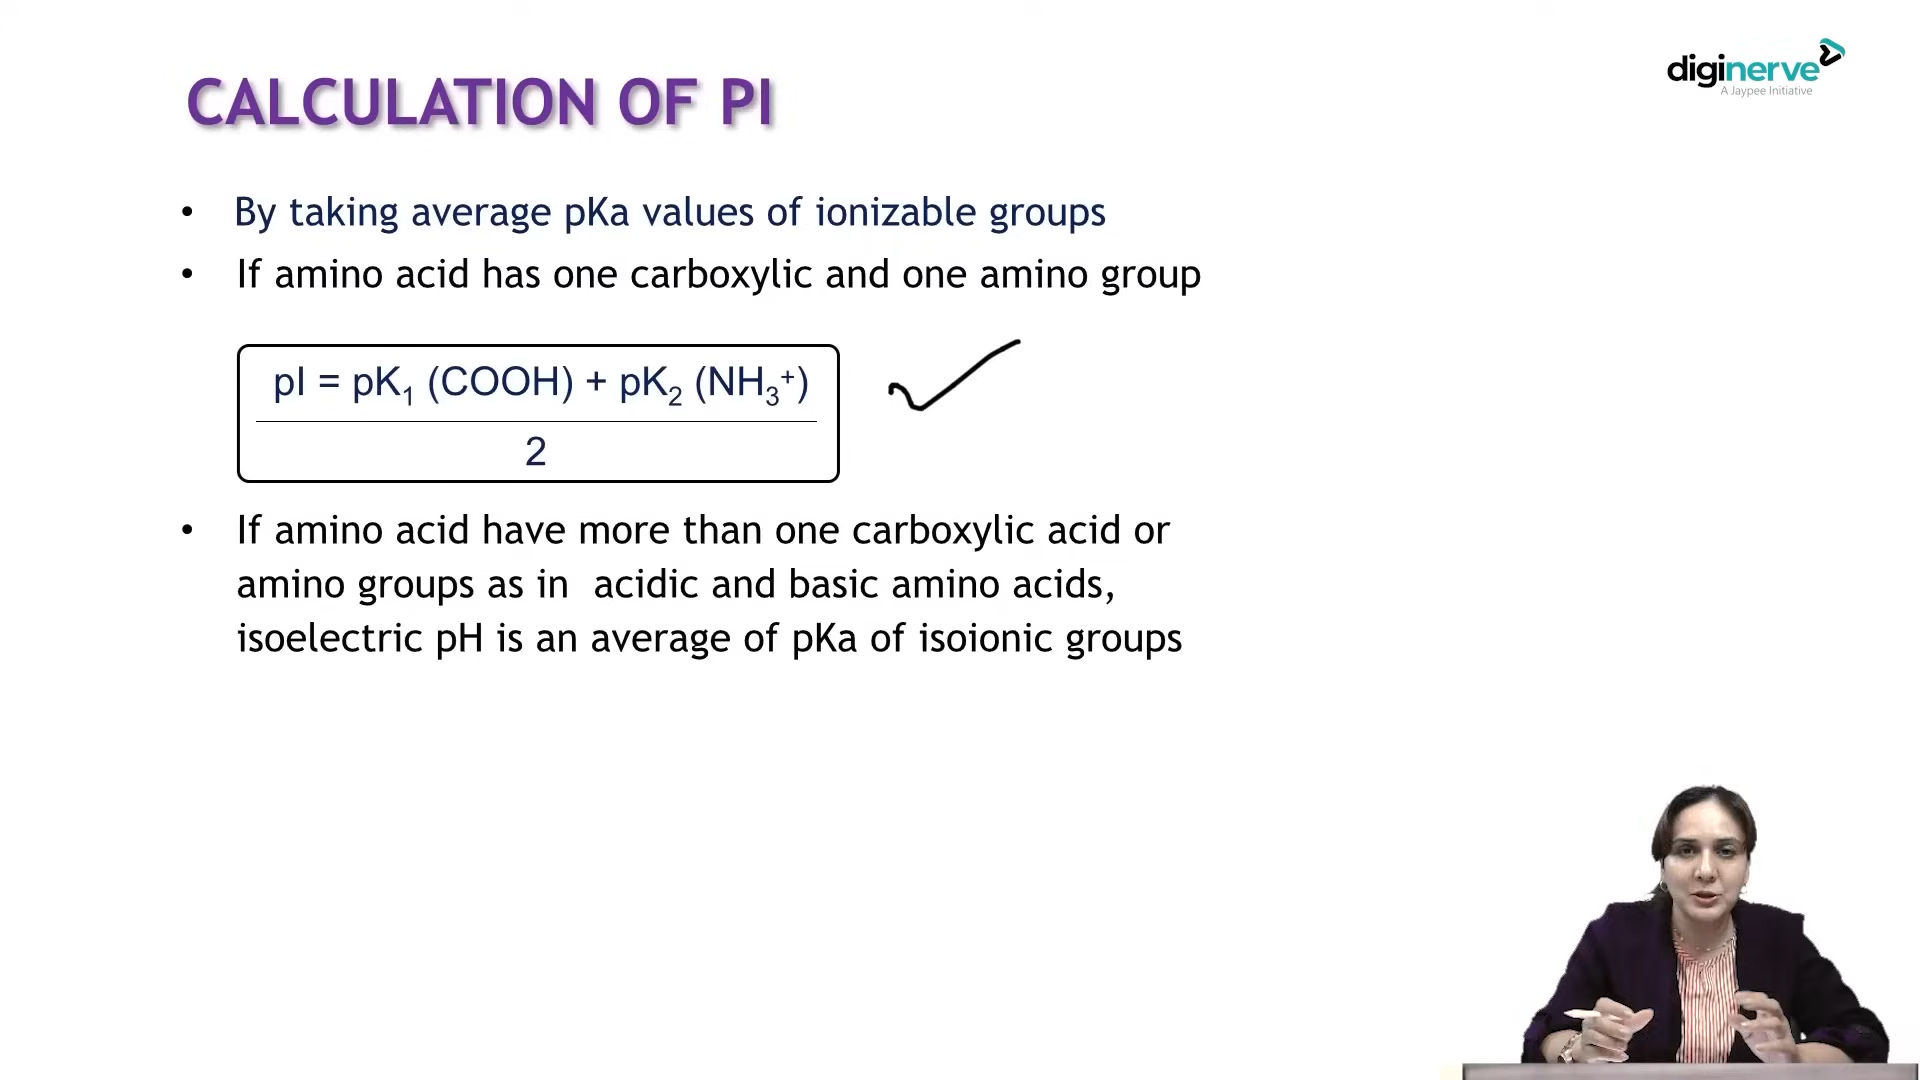 diginerve
A Jaypee Initiative
CALCULATION OF PI
• By taking average pKa values of ionizable groups
• If amino acid has one carboxylic and one amino group
pI = pK₁ (COOH) + pK₂ (NH₃⁺)
2
• If amino acid have more than one carboxylic acid or
amino groups as in acidic and basic amino acids,
isoelectric pH is an average of pKa of isoionic groups